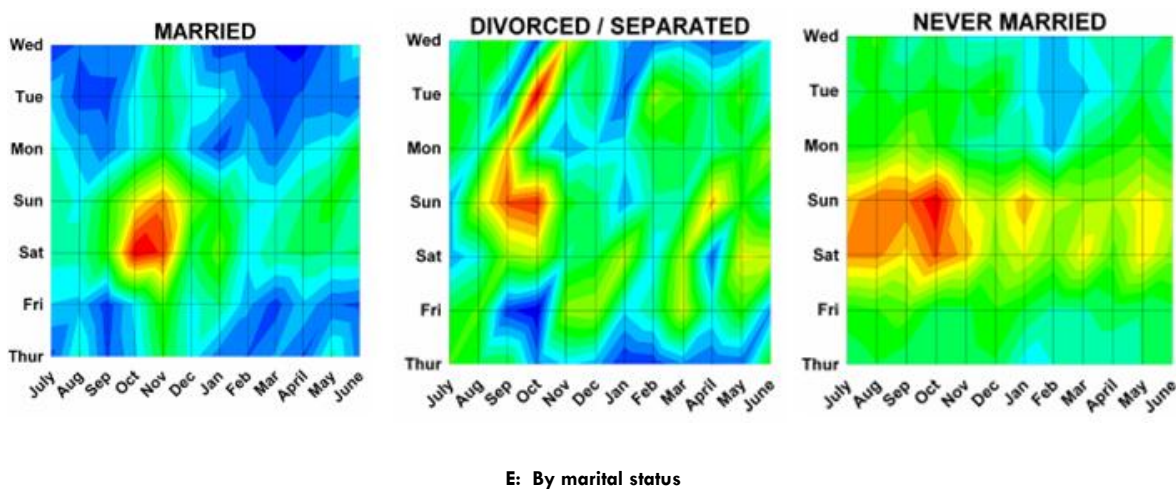 MARRIED
Wed
Tue
Mon
Sun
Sat
Fri
Thur
July Aug Sep Oct Nov Dec Jan Feb Mar April May June
DIVORCED / SEPARATED
Wed
Tue
Mon
Sun
Sat
Fri
Thur
July Aug Sep Oct Nov Dec Jan Feb Mar April May June
NEVER MARRIED
Wed
Tue
Mon
Sun
Sat
Fri
Thur
July Aug Sep Oct Nov Dec Jan Feb Mar April May June
E: By marital status